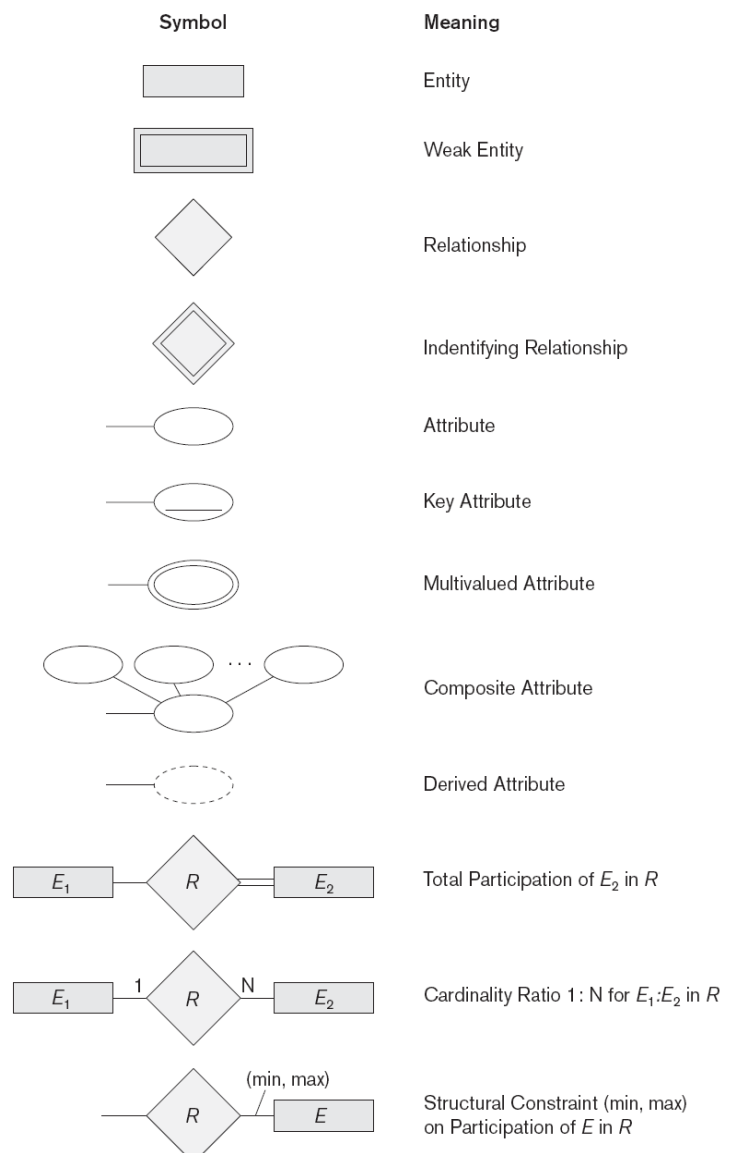 Symbol Meaning
Entity
Weak Entity
Relationship
Indentifying Relationship
Attribute
Key Attribute
Multivalued Attribute
. . .
Composite Attribute
Derived Attribute
E₁ R E₂ Total Participation of E₂ in R
E₁ 1 R N E₂ Cardinality Ratio 1: N for E₁:E₂ in R
(min, max)
R E Structural Constraint (min, max)
on Participation of E in R